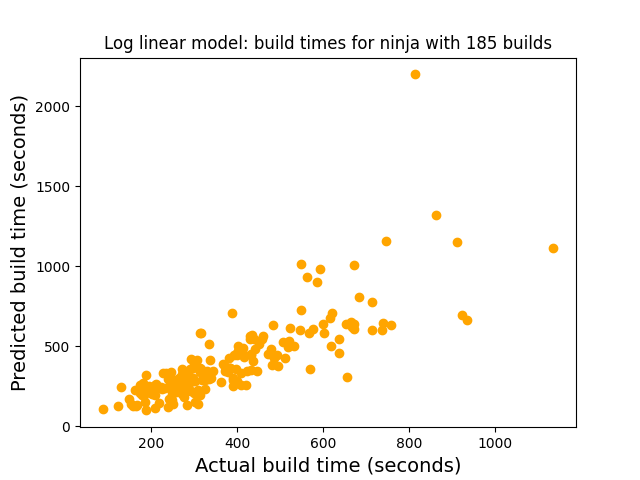 Log linear model: build times for ninja with 185 builds
2000
1500
1000
500
0
Predicted build time (seconds)
200 400 600 800 1000
Actual build time (seconds)